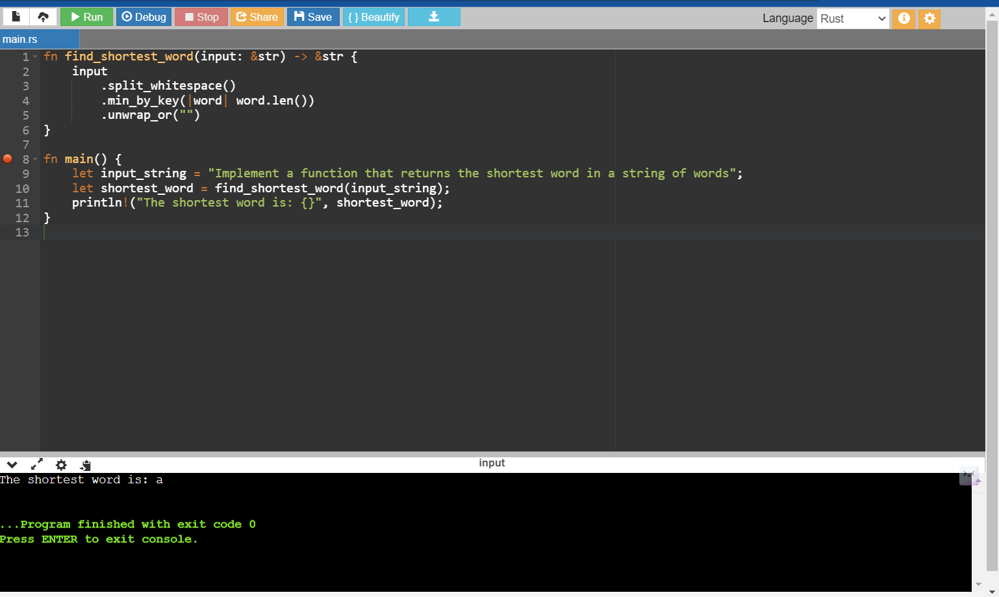 Run Debug Stop Share Save { } Beautify Language Rust
main.rs
1 fn find_shortest_word(input: &str) -> &str {
2     input
3         .split_whitespace()
4         .min_by_key(|word| word.len())
5         .unwrap_or("")
6 }
7
8 fn main() {
9     let input_string = "Implement a function that returns the shortest word in a string of words";
10     let shortest_word = find_shortest_word(input_string);
11     println!("The shortest word is: {}", shortest_word);
12 }
13
input
The shortest word is: a
...Program finished with exit code 0
Press ENTER to exit console.